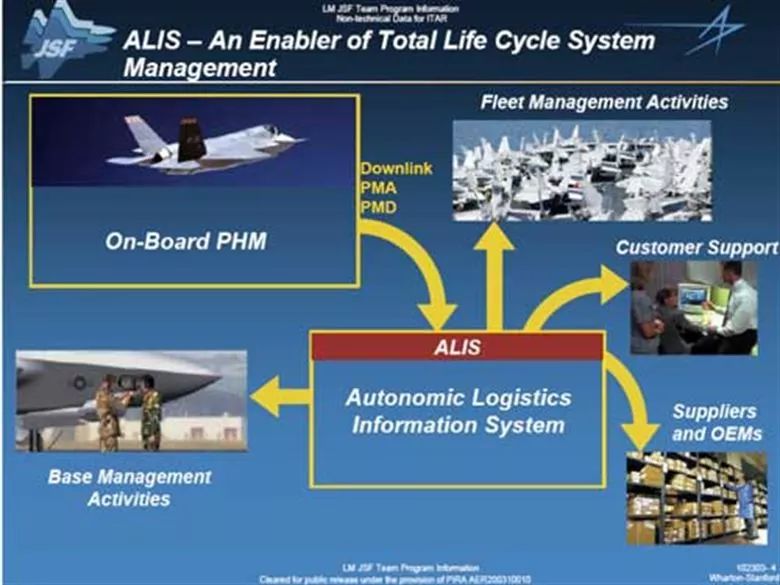 LM JSF Team Program Information
Non-technical Data for ITAR
JSF
ALIS – An Enabler of Total Life Cycle System
Management
Fleet Management Activities
Downlink
PMA
PMD
On-Board PHM
Customer Support
ALIS
Autonomic Logistics
Information System
Suppliers
and OEMs
Base Management
Activities
LM JSF Team Program Information
Cleared for public release under the provision of PIRA AER200310010
102303-4
Wharton-Stanford